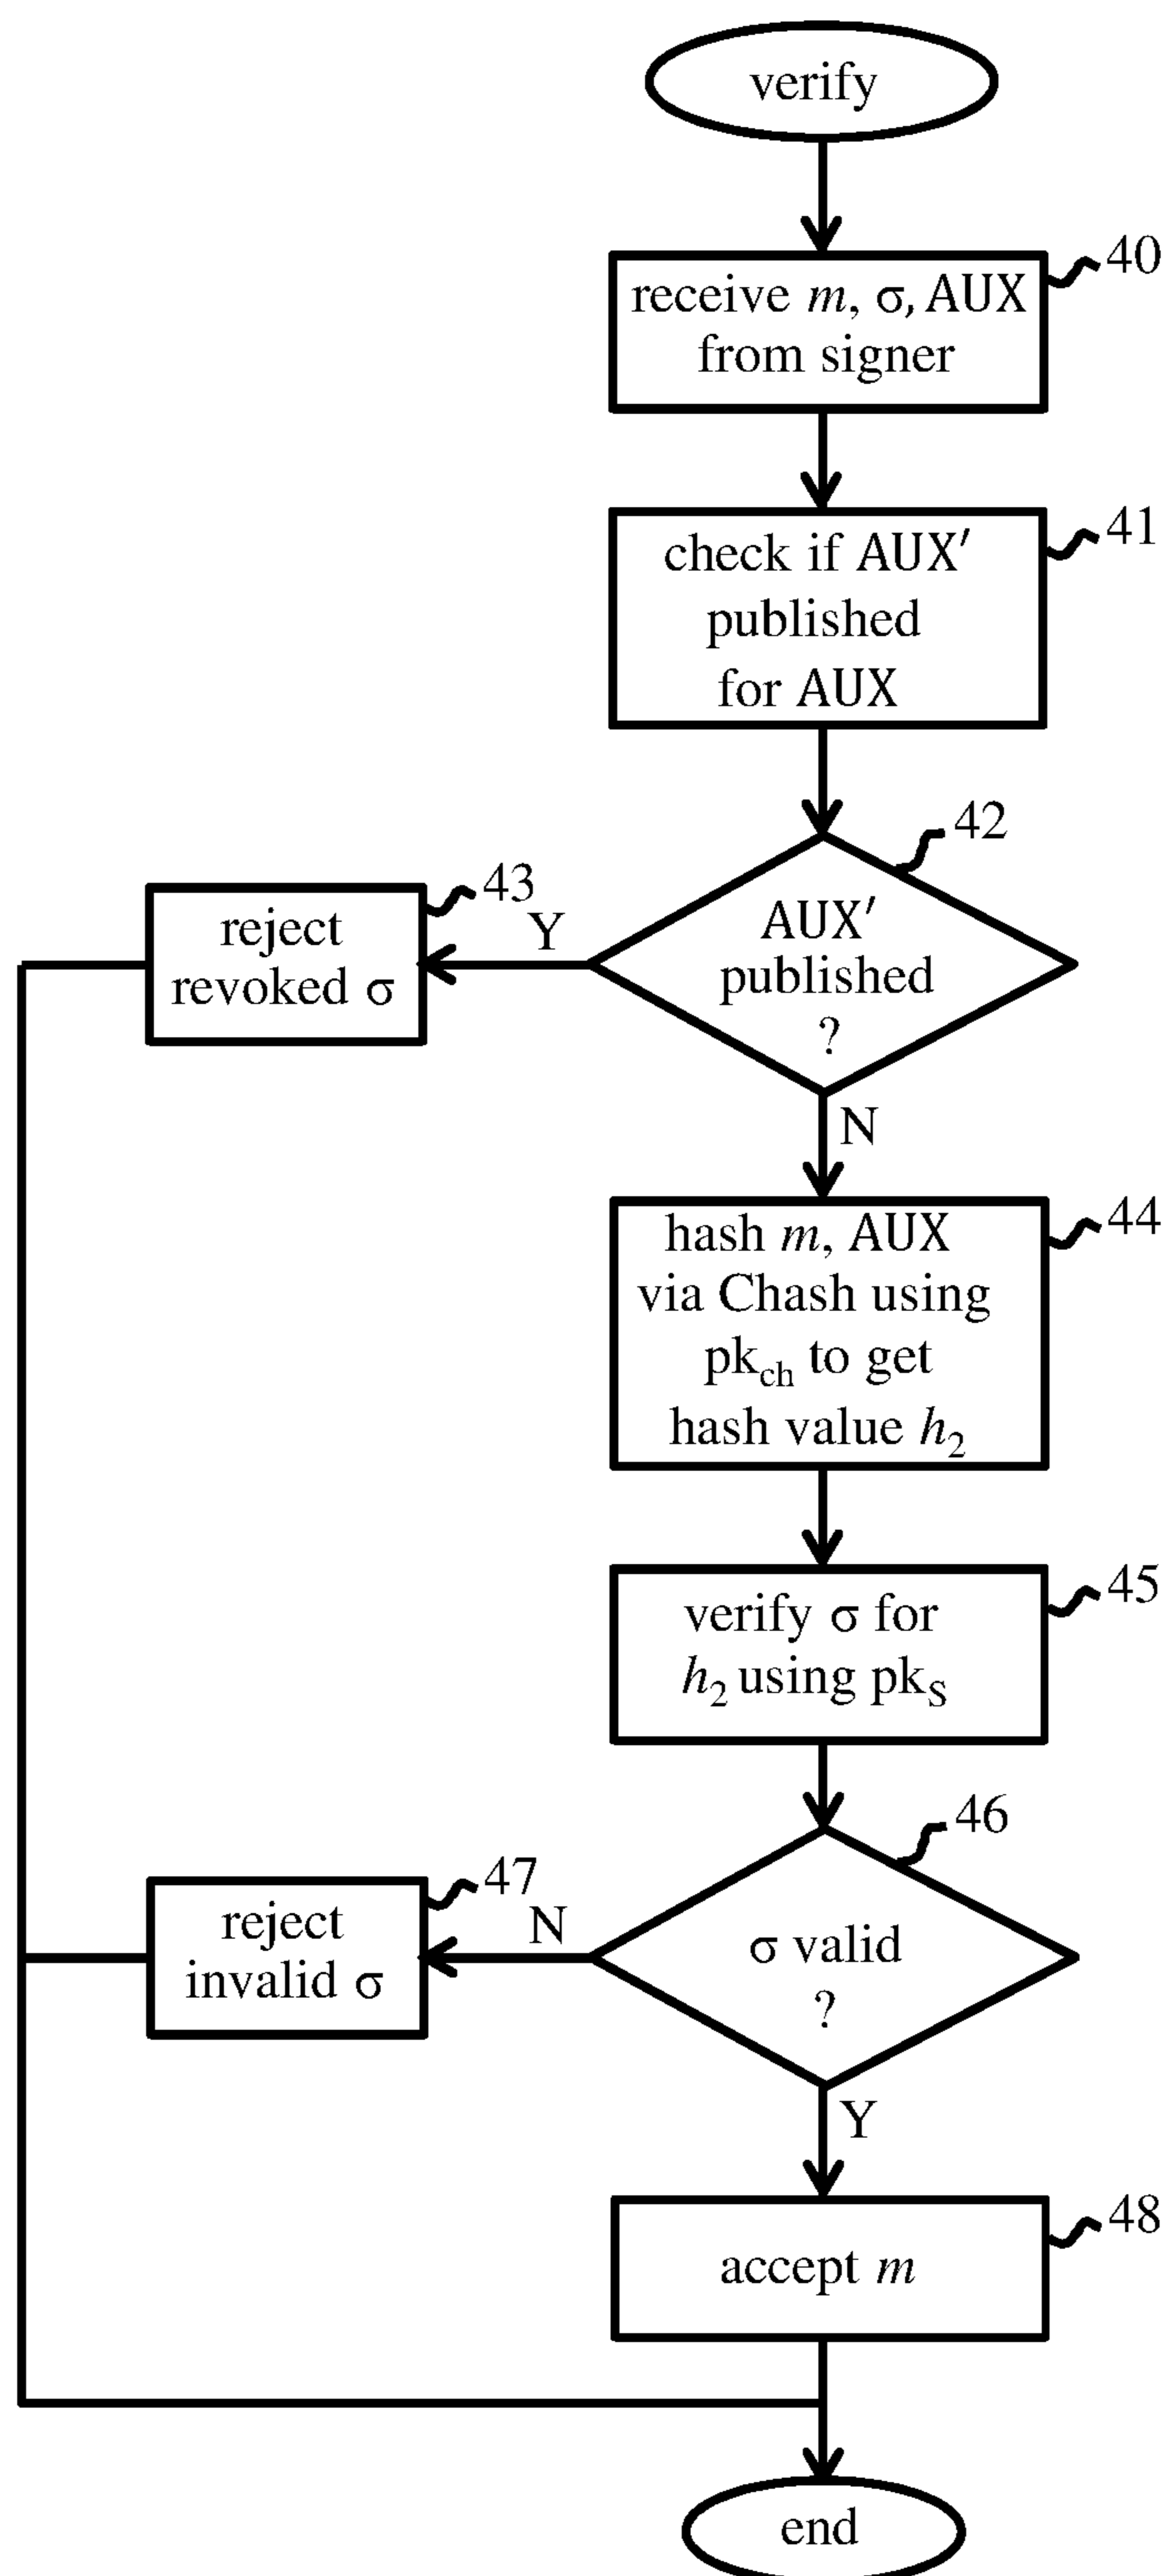 verify
40
receive m, σ, AUX
from signer
41
check if AUX′
published
for AUX
42
AUX′
published
?
Y
43
reject
revoked σ
N
44
hash m, AUX
via Chash using
pk_ch to get
hash value h₂
45
verify σ for
h₂ using pk_S
46
σ valid
?
N
47
reject
invalid σ
Y
48
accept m
end